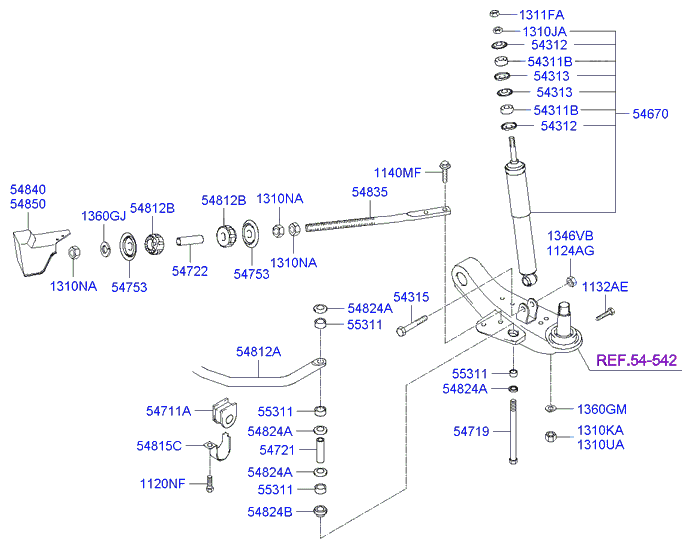 1311FA
1310JA
54312
54311B
54313
54313
54311B
54312
54670
1140MF
54840
54850
1360GJ
54812B
54812B
1310NA
54835
1310NA
54753
54722
54753
1310NA
1346VB
1124AG
54315
1132AE
54824A
55311
54812A
REF.54-542
55311
54824A
54711A
55311
54824A
54815C
54721
54719
1360GM
1310KA
1310UA
54824A
1120NF
55311
54824B